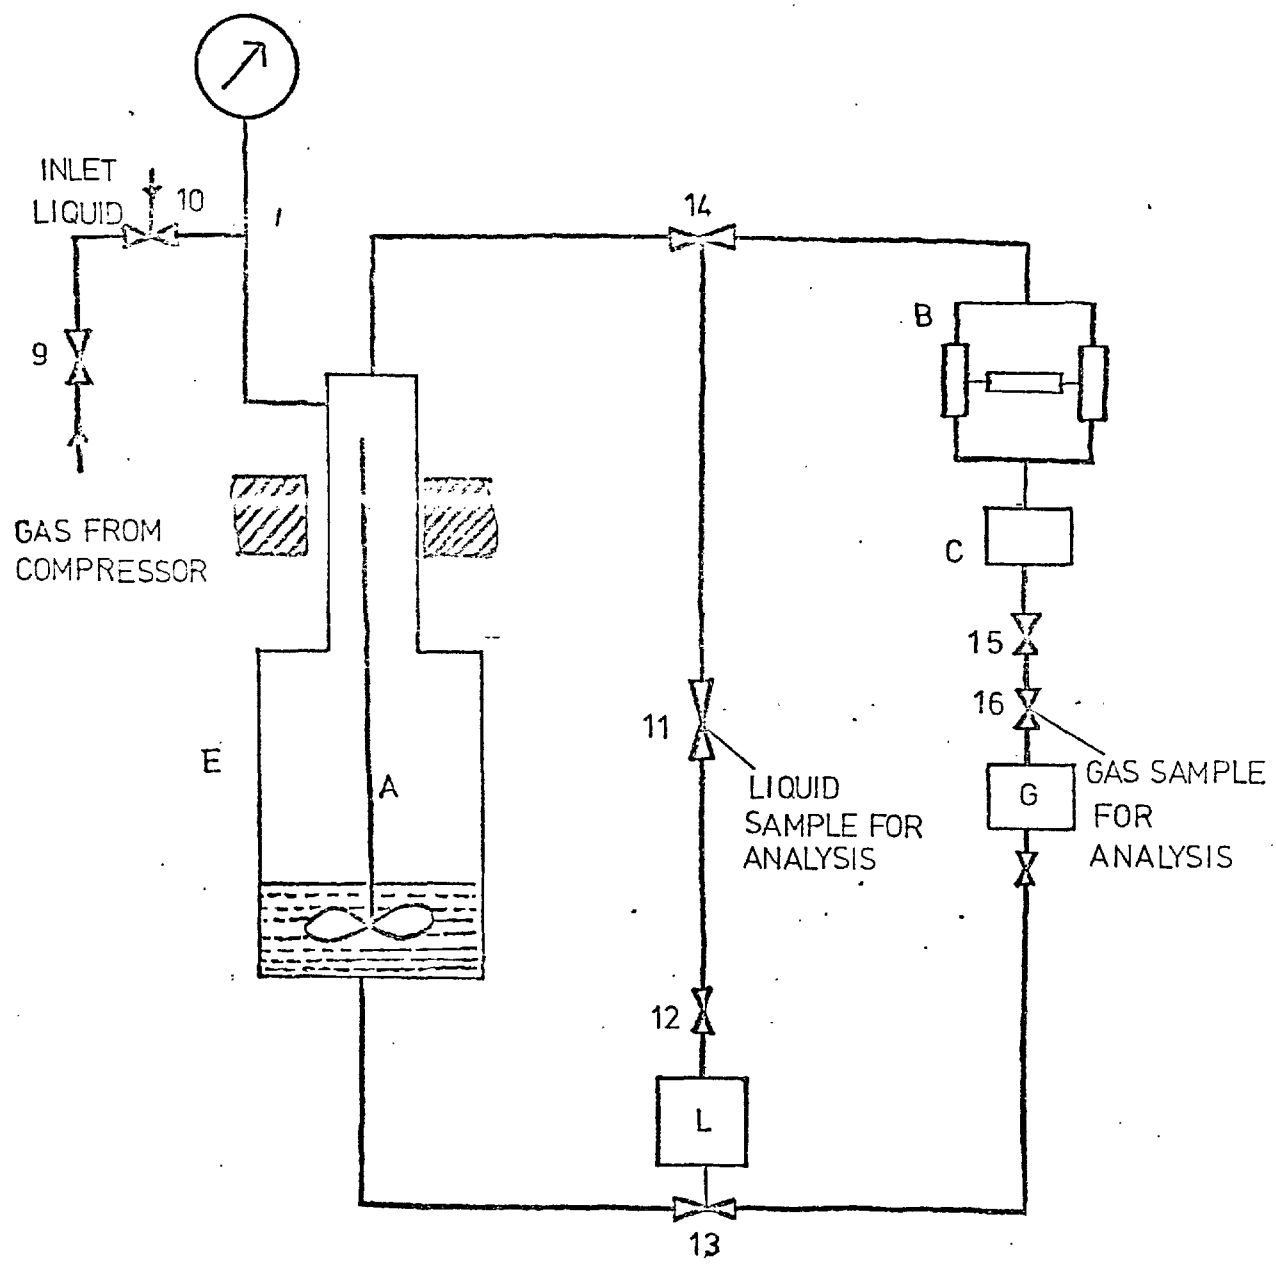 INLET
LIQUID
10
14
9
B
GAS FROM
COMPRESSOR
C
15
16
11
E
A
LIQUID
SAMPLE FOR
ANALYSIS
G
GAS SAMPLE
FOR
ANALYSIS
12
L
13